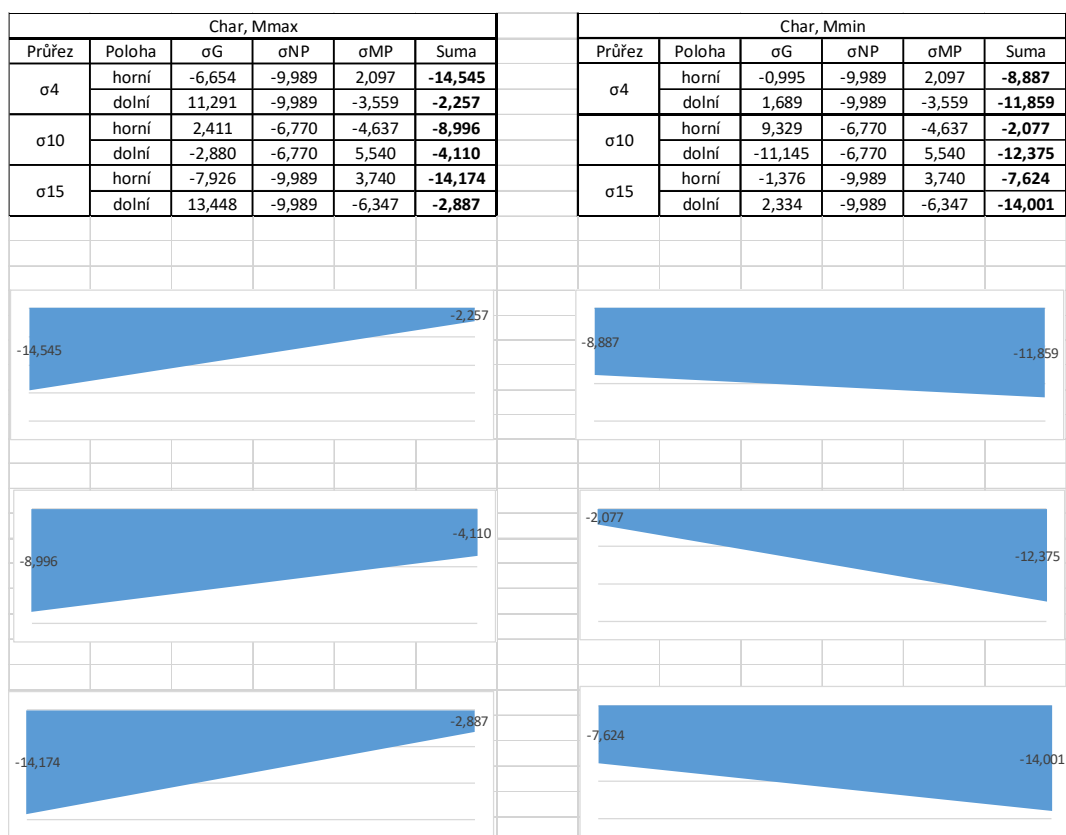 Char, Mmax
Průřez Poloha σG σNP σMP Suma
σ4 horní -6,654 -9,989 2,097 -14,545
dolní 11,291 -9,989 -3,559 -2,257
σ10 horní 2,411 -6,770 -4,637 -8,996
dolní -2,880 -6,770 5,540 -4,110
σ15 horní -7,926 -9,989 3,740 -14,174
dolní 13,448 -9,989 -6,347 -2,887
Char, Mmin
Průřez Poloha σG σNP σMP Suma
σ4 horní -0,995 -9,989 2,097 -8,887
dolní 1,689 -9,989 -3,559 -11,859
σ10 horní 9,329 -6,770 -4,637 -2,077
dolní -11,145 -6,770 5,540 -12,375
σ15 horní -1,376 -9,989 3,740 -7,624
dolní 2,334 -9,989 -6,347 -14,001
-2,257
-14,545
-8,887
-11,859
-4,110
-8,996
-2,077
-12,375
-2,887
-14,174
-7,624
-14,001